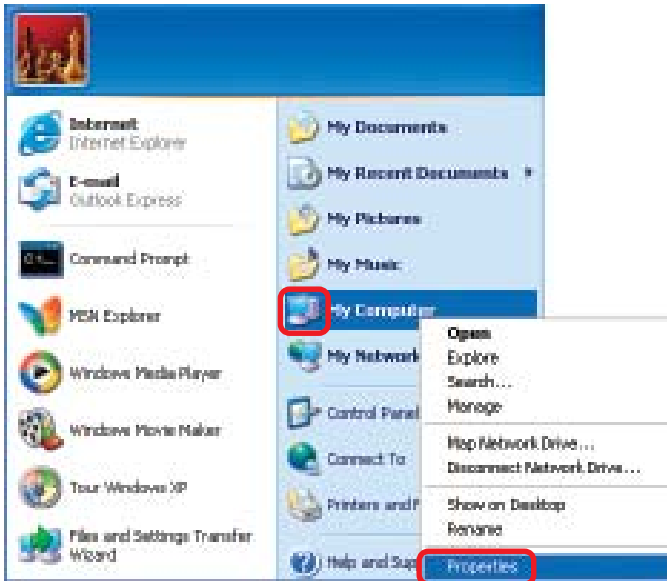 Internet
Internet Explorer
E-mail
Outlook Express
Command Prompt
MSN Explorer
Windows Media Player
Windows Movie Maker
Tour Windows XP
Files and Settings Transfer
Wizard
My Documents
My Recent Documents
My Pictures
My Music
My Computer
My Network
Control Panel
Connect To
Printers and F
Help and Sup
Open
Explore
Search...
Manage
Map Network Drive...
Disconnect Network Drive...
Show on Desktop
Rename
Properties